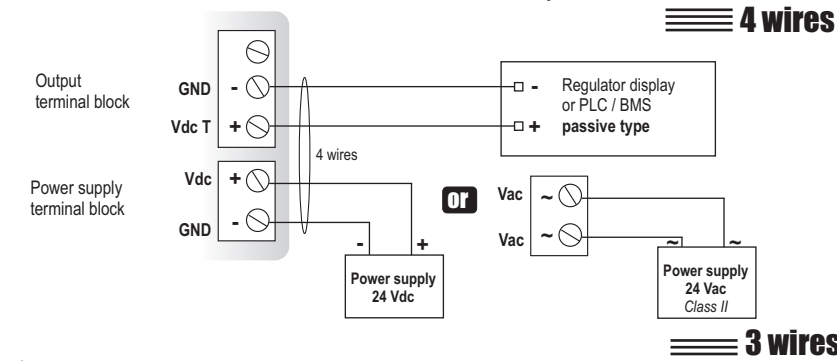 4 wires
Output
terminal block
GND
-
Vdc T
+
- Regulator display
or PLC / BMS
+ passive type
4 wires
Power supply
terminal block
Vdc
+
GND
-
- +
Power supply
24 Vdc
or
Vac
~
Vac
~
~ ~
Power supply
24 Vac
Class II
3 wires